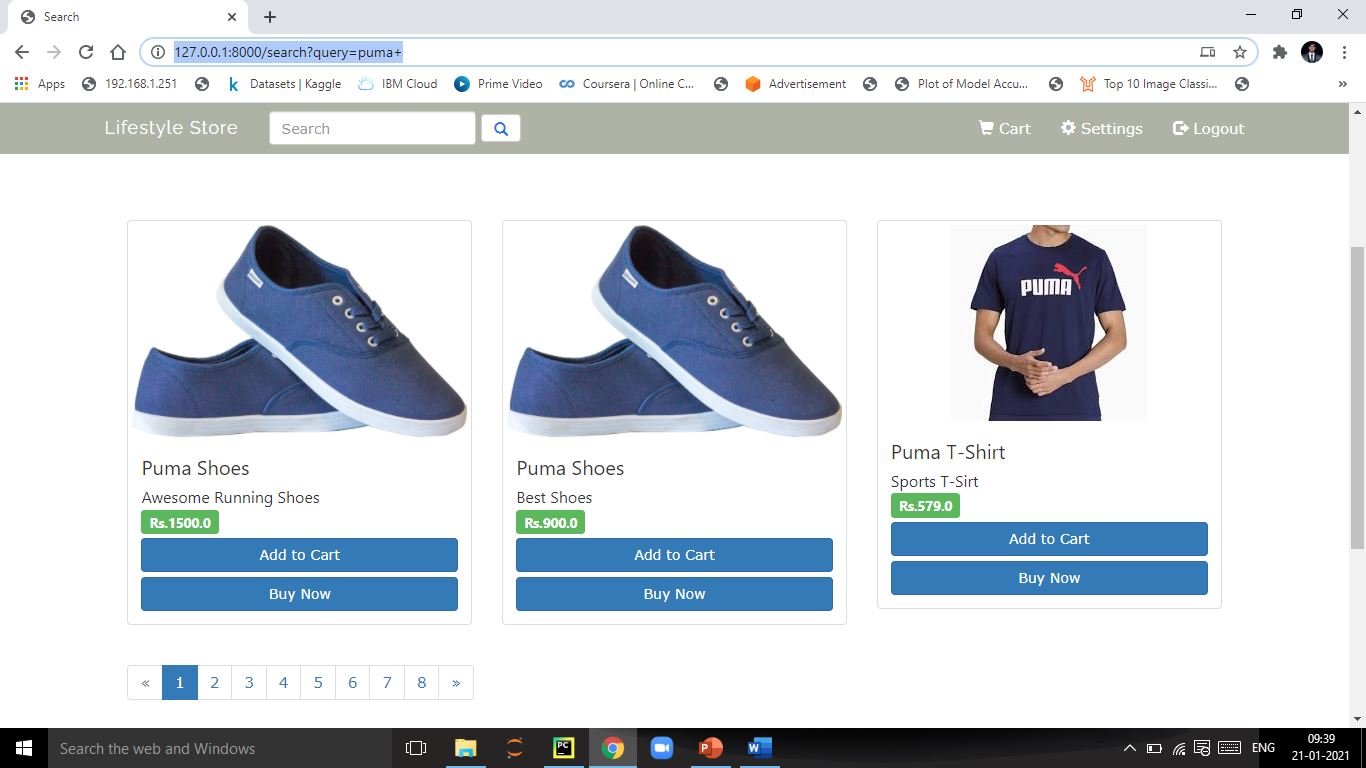 Search
127.0.0.1:8000/search?query=puma+
Apps 192.168.1.251 Datasets | Kaggle IBM Cloud Prime Video Coursera | Online C... Advertisement Plot of Model Accu... Top 10 Image Classi... »
Lifestyle Store Search Cart Settings Logout
PUMA
Puma Shoes
Awesome Running Shoes
Rs.1500.0
Add to Cart
Buy Now
Puma Shoes
Best Shoes
Rs.900.0
Add to Cart
Buy Now
Puma T-Shirt
Sports T-Sirt
Rs.579.0
Add to Cart
Buy Now
« 1 2 3 4 5 6 7 8 »
Search the web and Windows PC ENG 09:39
21-01-2021